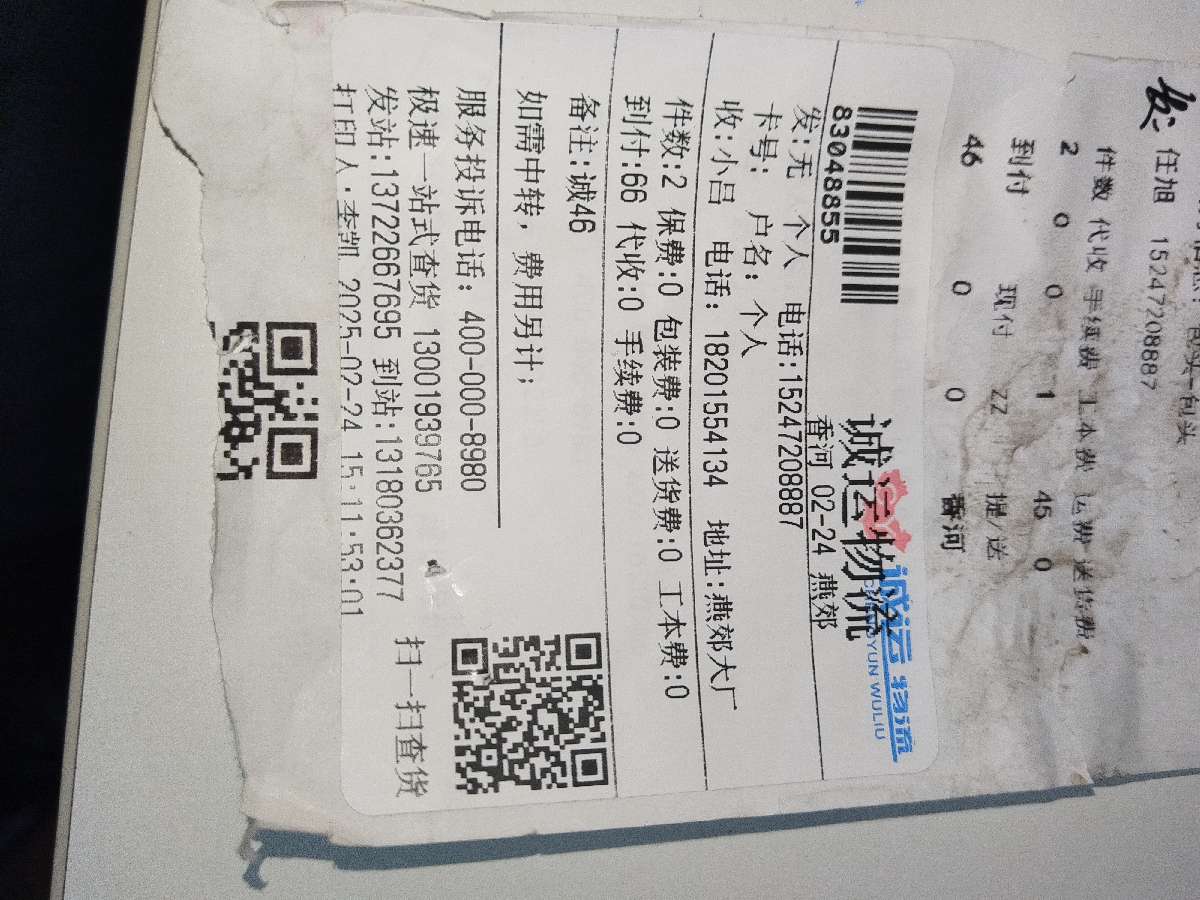 任旭 15247208887
件数 代收 手续费 工本费 运费 送货费
2 0 0 1 45 0
到付 现付 ZZ 提/送
46 0 0 香河
诚运物流
CHENGYUN WULIU
诚运物流
83048855
香河 02-24 燕郊
发:无 个人 电话:15247208887
卡号: 户名: 个人
收:小吕 电话: 18201554134 地址:燕郊大厂
件数:2 保费:0 包装费:0 送货费:0 工本费:0
到付:66 代收:0 手续费:0
备注:诚46
如需中转，费用另计;
服务投诉电话: 400-000-8980
极速一站式查货 13001939765
发站:13722667695 到站:13180362377
打印人:李凯 2025-02-24 15:11:53:01
扫一扫查货